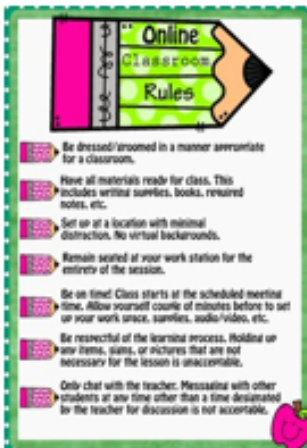 Online
Classroom
Rules
Be dressed/groomed in a manner appropriate
for a classroom.
Have all materials ready for class. This
includes writing supplies, books, required
notes, etc.
Set up at a location with minimal
distraction. No virtual backgrounds.
Remain seated at your work station for the
entirety of the session.
Be on time! Class starts at the scheduled meeting
time. Allow yourself couple of minutes before to set
up your work space, supplies, audio/video, etc.
Be respectful of the learning process. Holding up
any items, signs, or pictures that are not
necessary for the lesson is unacceptable.
Only chat with the teacher. Messaging with other
students at any time other than a time designated
by the teacher for discussion is not acceptable.